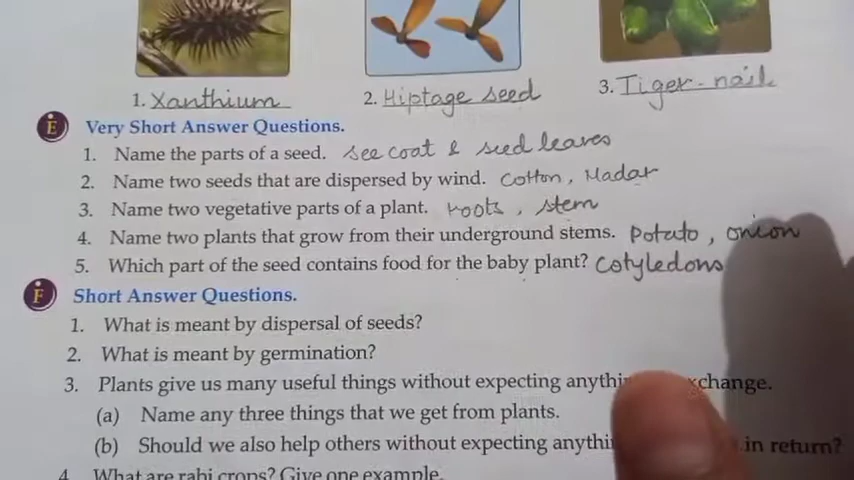 1. Xanthium 2. Hiptage seed 3. Tiger-nail
E Very Short Answer Questions.
1. Name the parts of a seed. see coat & seed leaves
2. Name two seeds that are dispersed by wind. Cotton, Madar
3. Name two vegetative parts of a plant. roots, stem
4. Name two plants that grow from their underground stems. Potato, onion
5. Which part of the seed contains food for the baby plant? Cotyledons
F Short Answer Questions.
1. What is meant by dispersal of seeds?
2. What is meant by germination?
3. Plants give us many useful things without expecting anythi xchange.
(a) Name any three things that we get from plants.
(b) Should we also help others without expecting anythi in return?
4. What are rabi crops? Give one example.